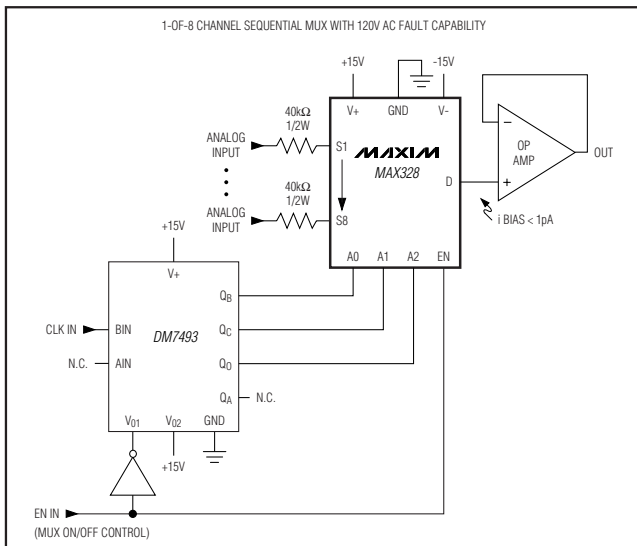 1-OF-8 CHANNEL SEQUENTIAL MUX WITH 120V AC FAULT CAPABILITY
+15V
-15V
40kΩ
1/2W
V+
GND
V-
ANALOG
INPUT
S1
MAXIM
MAX328
OP
AMP
OUT
D
40kΩ
1/2W
ANALOG
INPUT
S8
i BIAS < 1pA
A0
A1
A2
EN
+15V
V+
QB
CLK IN
BIN
DM7493
QC
N.C.
AIN
QO
QA
N.C.
V01
V02
GND
+15V
EN IN
(MUX ON/OFF CONTROL)